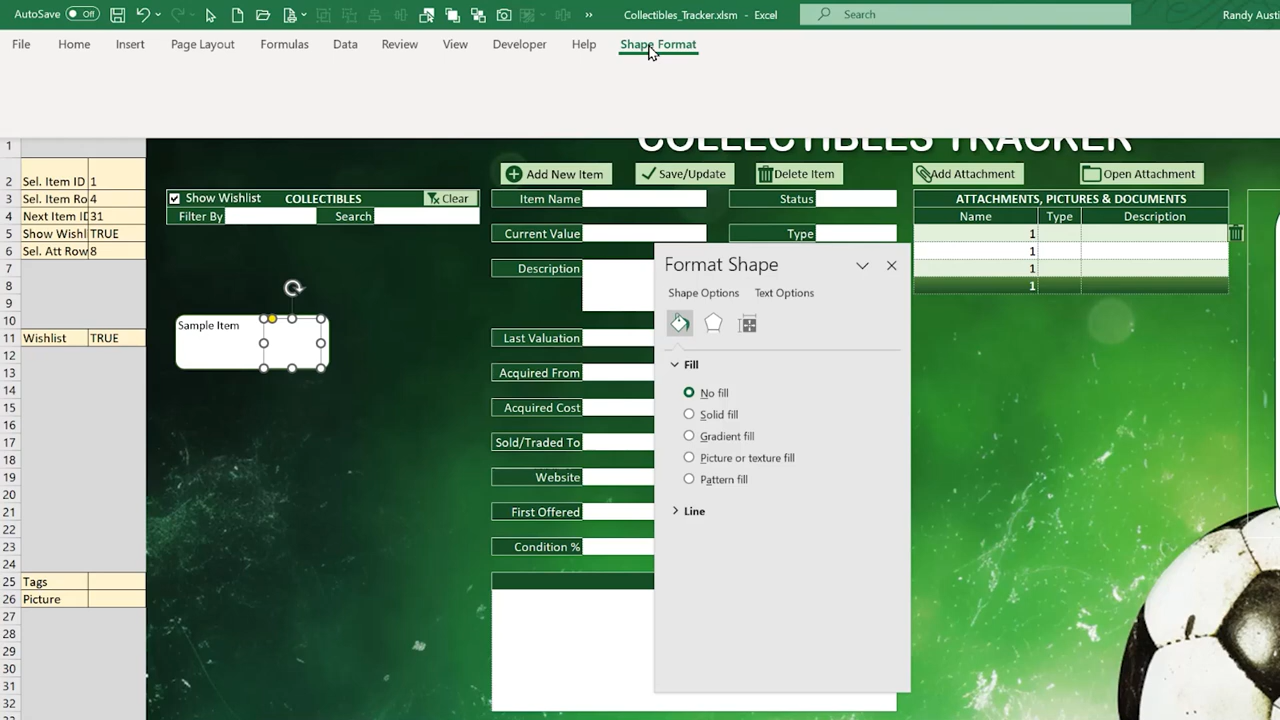 AutoSave Off Collectibles_Tracker.xlsm - Excel Search Randy Austi
File Home Insert Page Layout Formulas Data Review View Developer Help Shape Format
COLLECTIBLES TRACKER
1
2 Sel. Item ID 1 Add New Item Save/Update Delete Item Add Attachment Open Attachment
3 Sel. Item Ro 4 Show Wishlist COLLECTIBLES Clear Item Name Status ATTACHMENTS, PICTURES & DOCUMENTS
4 Next Item ID 31 Filter By Search Name Type Description
5 Show Wishl TRUE Current Value Type 1
6 Sel. Att Row 8 1
7 Description 1
8 1
9
10
Sample Item
11 Wishlist TRUE Last Valuation
12
13 Acquired From
14
15 Acquired Cost
16
17 Sold/Traded To
18
19 Website
20
21 First Offered
22
23 Condition %
24
25 Tags
26 Picture
27
28
29
30
31
32
Format Shape
Shape Options Text Options
Fill
No fill
Solid fill
Gradient fill
Picture or texture fill
Pattern fill
Line